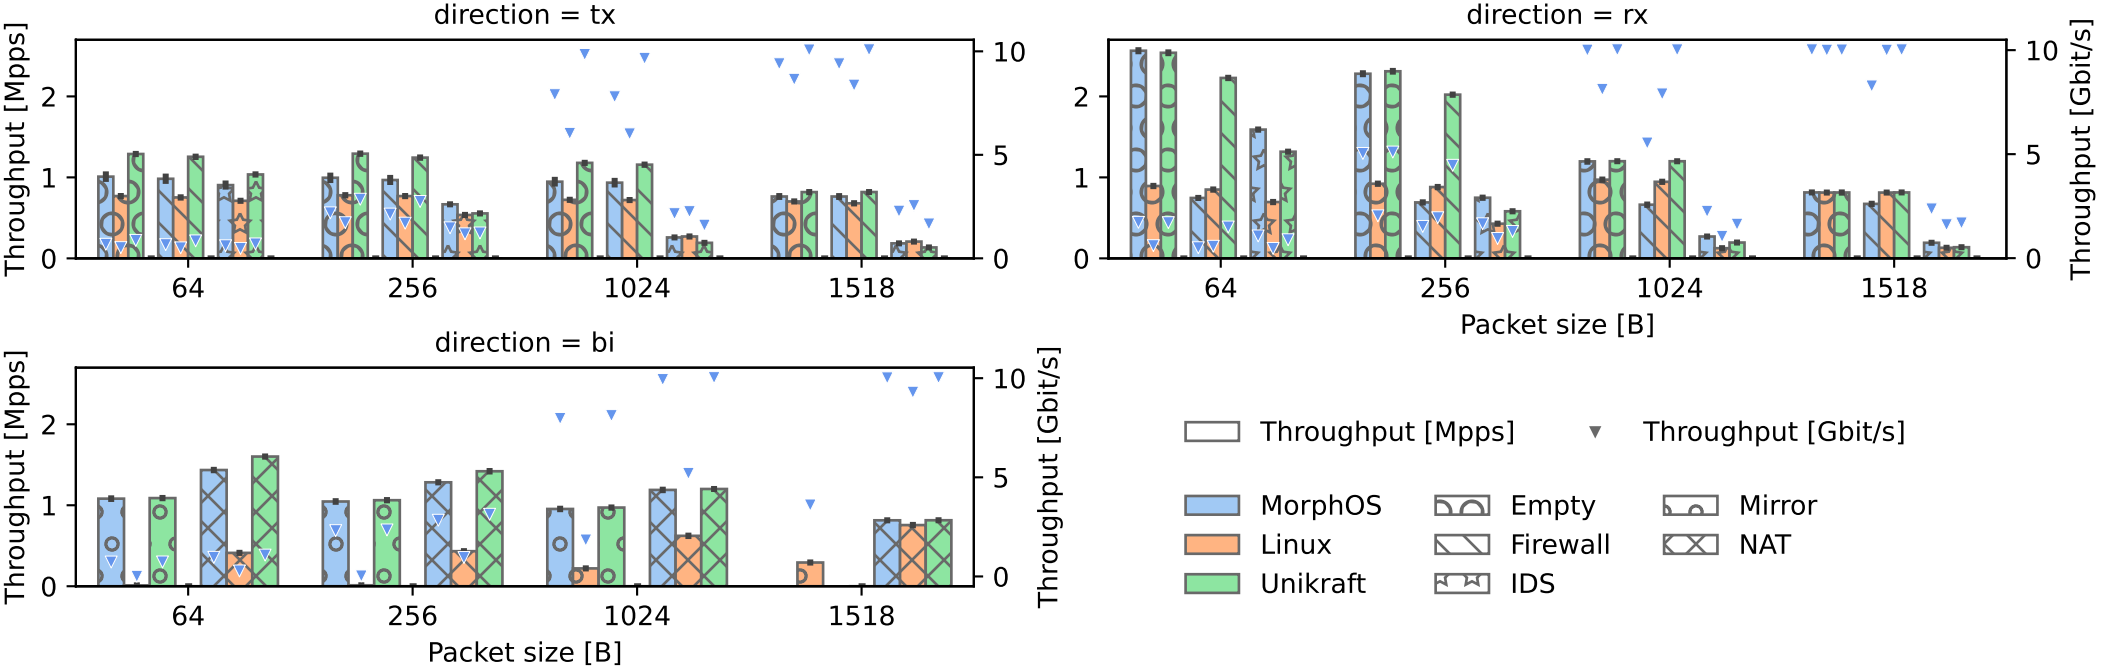 direction = tx
Throughput [Mpps]
2
1
0
10
5
0
64
256
1024
1518
direction = rx
2
1
0
10
5
0
Throughput [Gbit/s]
64
256
1024
1518
Packet size [B]
direction = bi
Throughput [Mpps]
2
1
0
10
5
0
Throughput [Gbit/s]
64
256
1024
1518
Packet size [B]
Throughput [Mpps]
Throughput [Gbit/s]
MorphOS
Linux
Unikraft
Empty
Firewall
IDS
Mirror
NAT